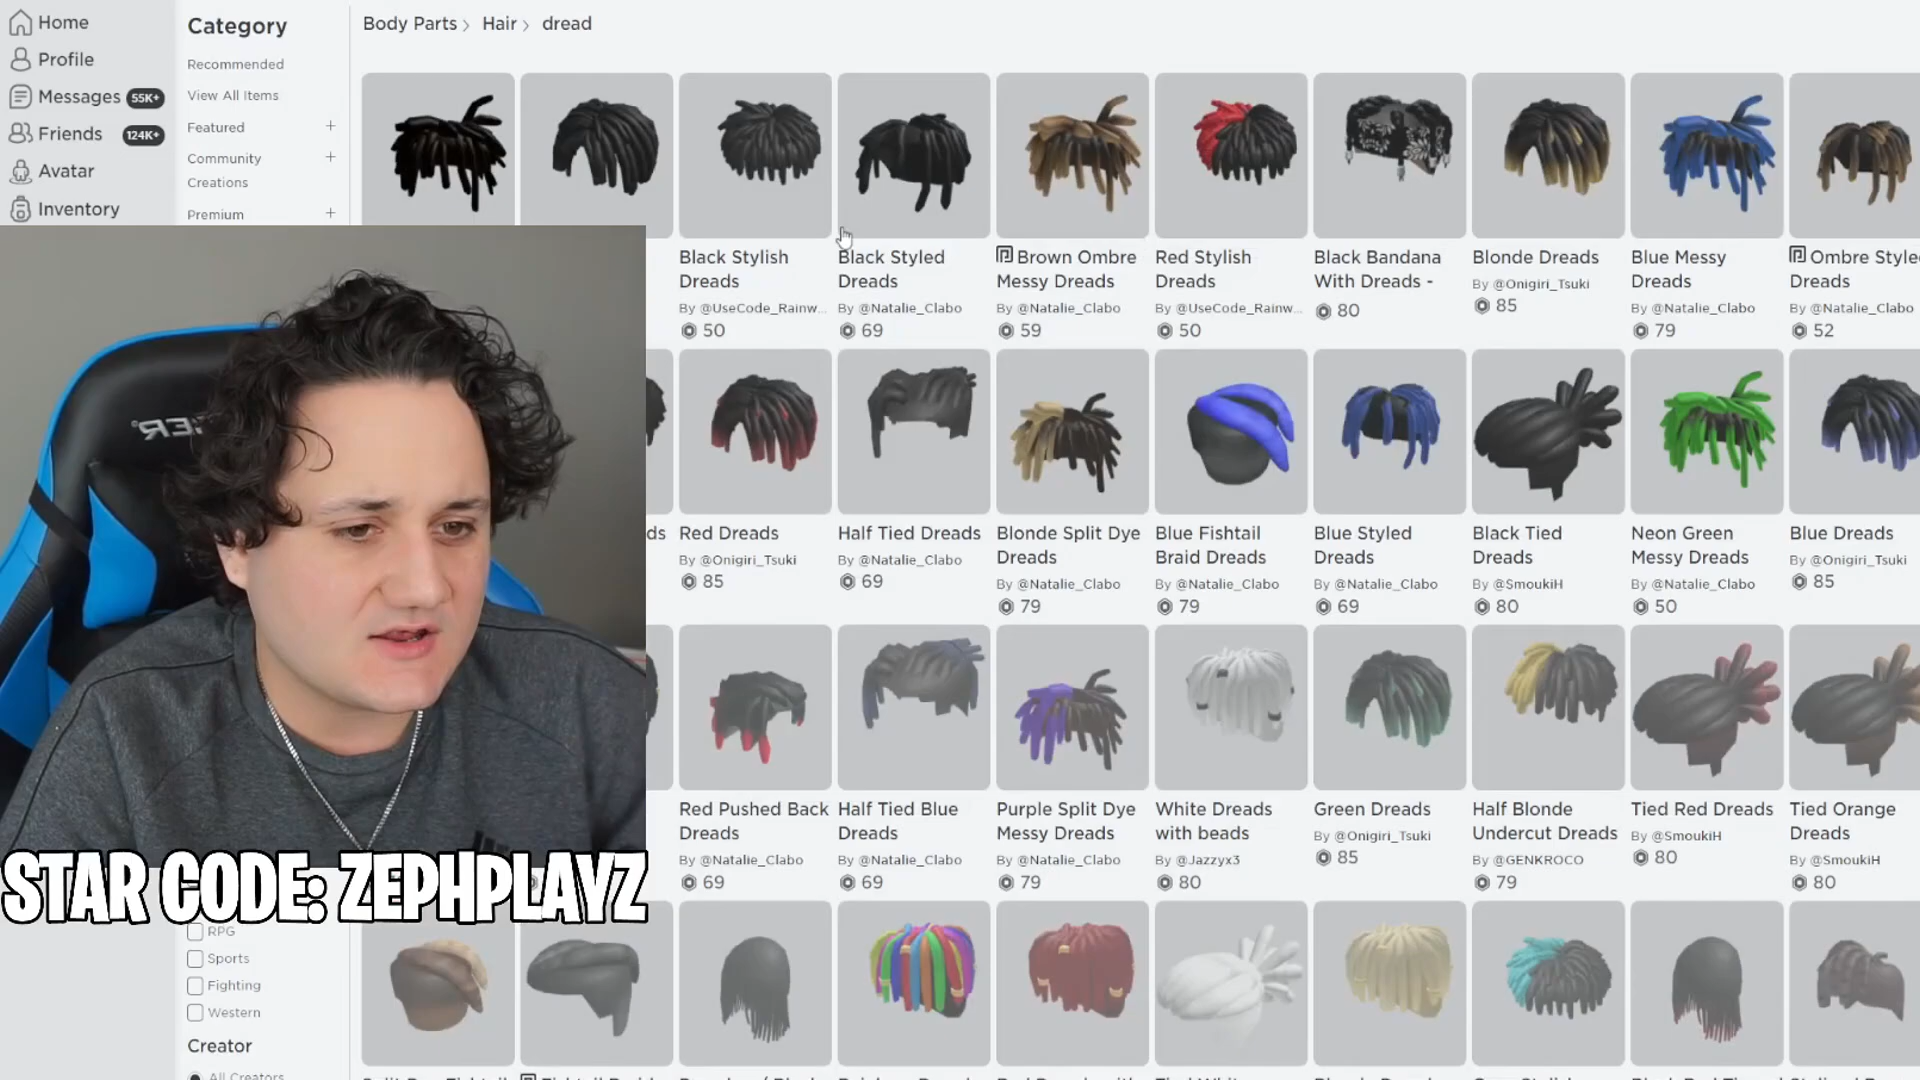 Home
Profile
Messages 55K+
Friends 124K+
Avatar
Inventory
Category
Recommended
View All Items
Featured +
Community Creations +
Premium +
Body Parts > Hair > dread
Black Stylish Dreads
By @UseCode_Rainw...
50
Black Styled Dreads
By @Natalie_Clabo
69
Brown Ombre Messy Dreads
By @Natalie_Clabo
59
Red Stylish Dreads
By @UseCode_Rainw...
50
Black Bandana With Dreads -
80
Blonde Dreads
By @Onigiri_Tsuki
85
Blue Messy Dreads
By @Natalie_Clabo
79
Ombre Style
Dreads
By @Natalie_Clabo
52
ds
Red Dreads
By @Onigiri_Tsuki
85
Half Tied Dreads
By @Natalie_Clabo
69
Blonde Split Dye Dreads
By @Natalie_Clabo
79
Blue Fishtail Braid Dreads
By @Natalie_Clabo
79
Blue Styled Dreads
By @Natalie_Clabo
69
Black Tied Dreads
By @SmoukiH
80
Neon Green Messy Dreads
By @Natalie_Clabo
50
Blue Dreads
By @Onigiri_Tsuki
85
Red Pushed Back Dreads
By @Natalie_Clabo
69
Half Tied Blue Dreads
By @Natalie_Clabo
69
Purple Split Dye Messy Dreads
By @Natalie_Clabo
79
White Dreads with beads
By @Jazzyx3
80
Green Dreads
By @Onigiri_Tsuki
85
Half Blonde Undercut Dreads
By @GENKROCO
79
Tied Red Dreads
By @SmoukiH
80
Tied Orange Dreads
By @SmoukiH
80
STAR CODE: ZEPHPLAYZ
RPG
Sports
Fighting
Western
Creator
All Creators